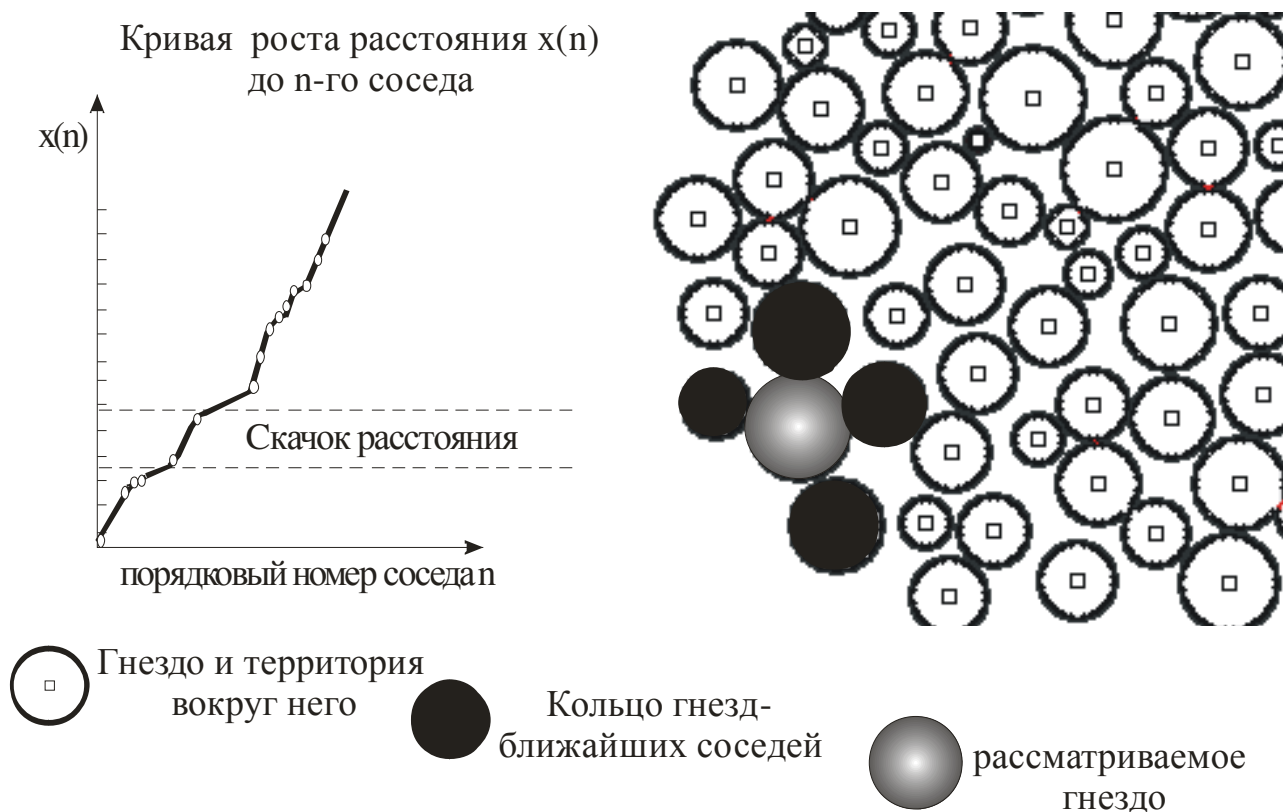 Кривая роста расстояния x(n)
до n-го соседа
x(n)
Скачок расстояния
порядковый номер соседа n
Гнездо и территория
вокруг него
Кольцо гнезд-
ближайших соседей
рассматриваемое
гнездо